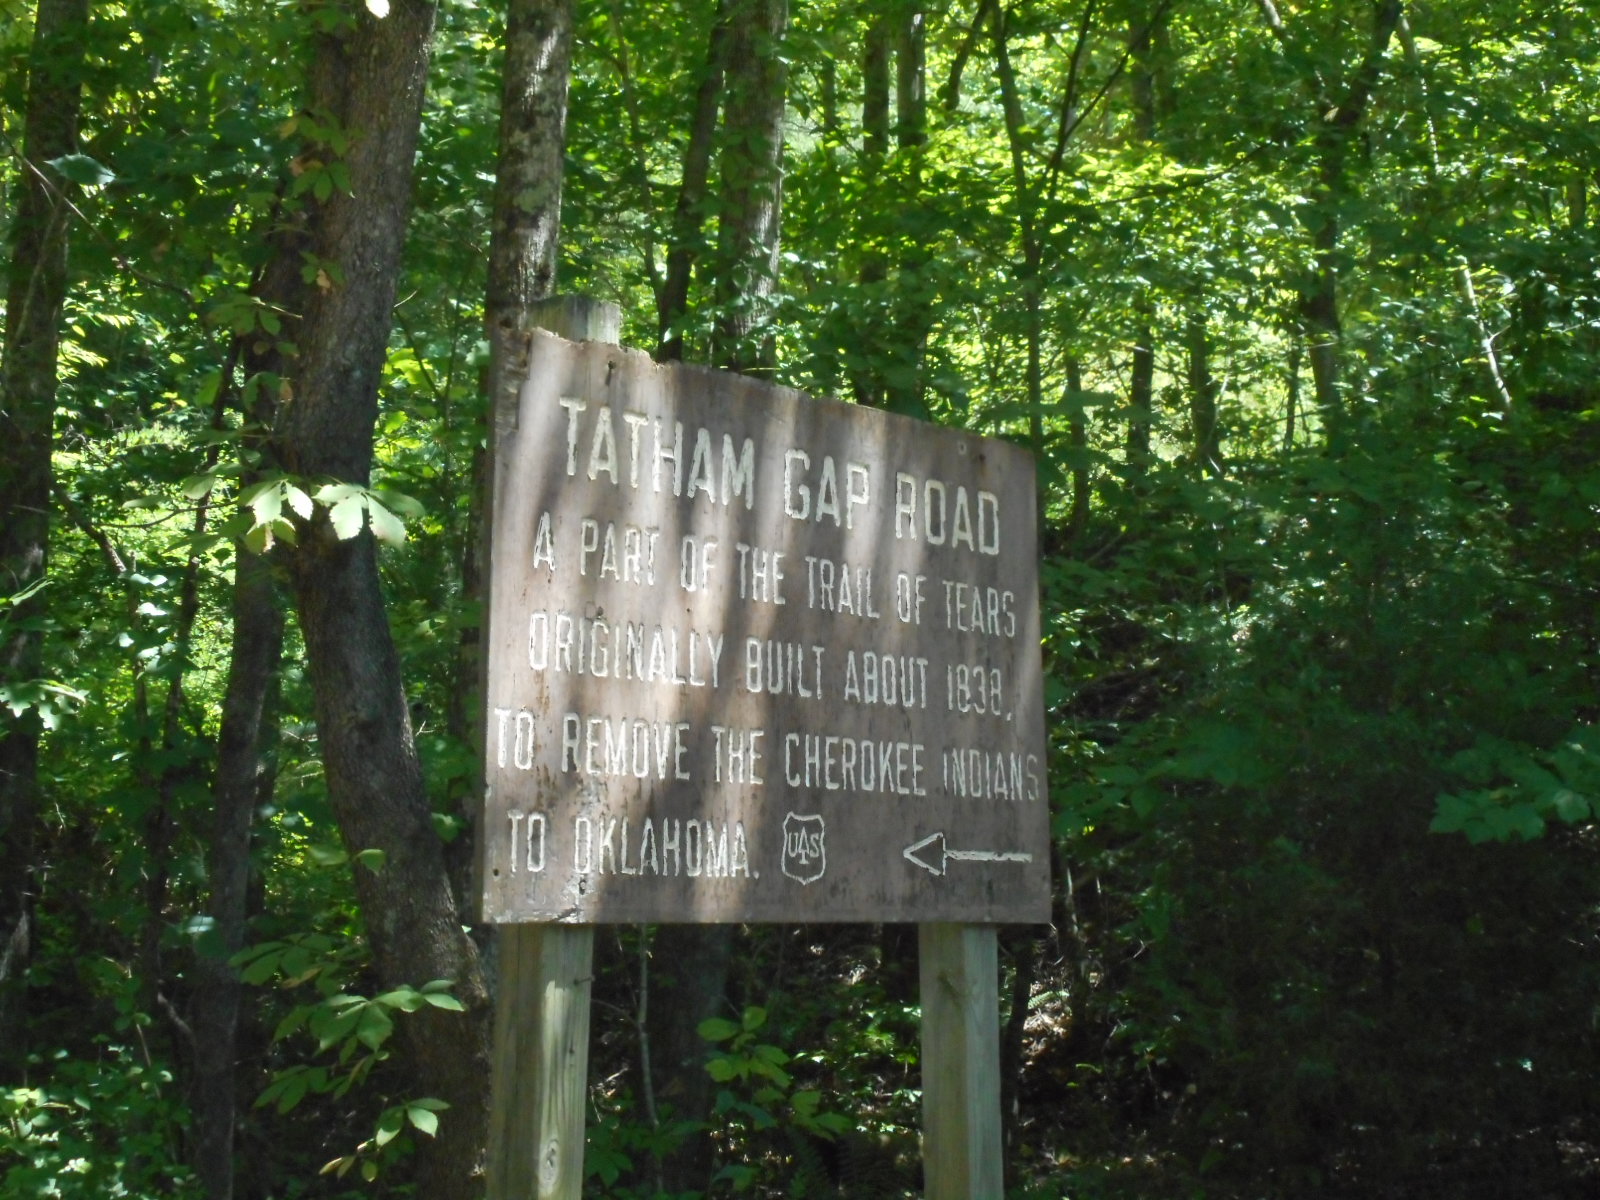 TATHAM GAP ROAD
A PART OF THE TRAIL OF TEARS
ORIGINALLY BUILT ABOUT 1838,
TO REMOVE THE CHEROKEE INDIANS
TO OKLAHOMA. UAS